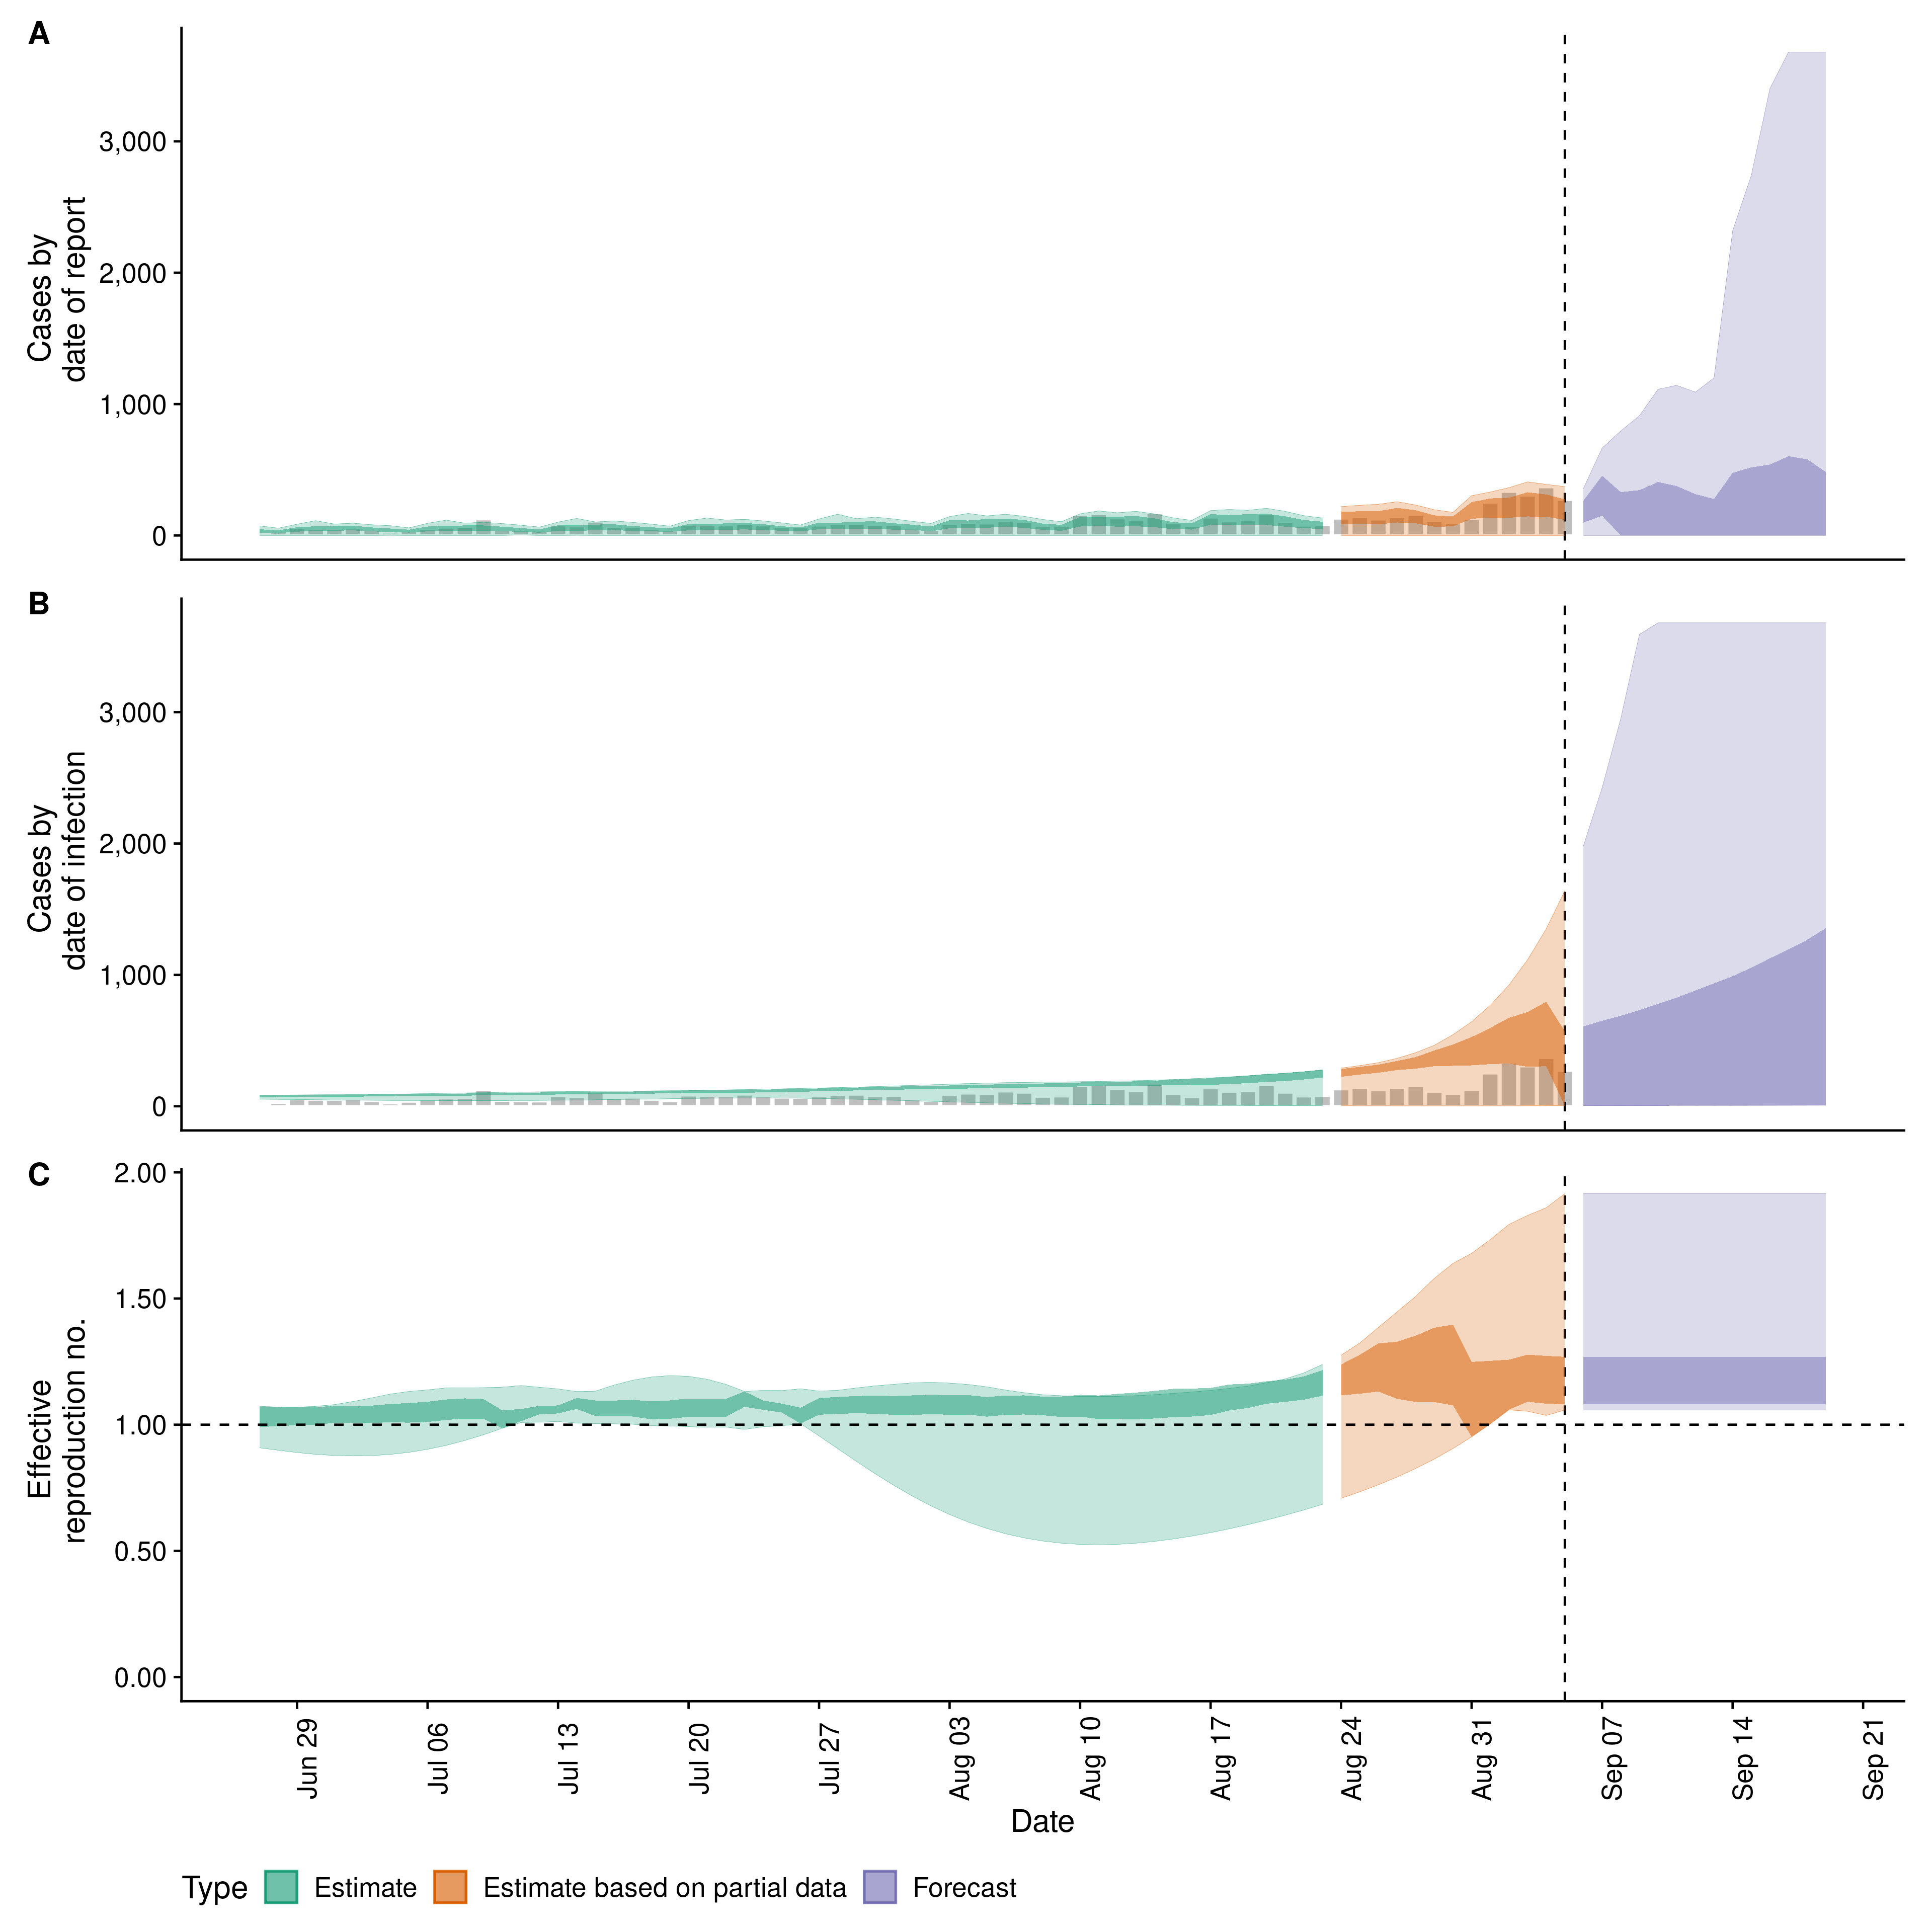 A
Cases by
date of report
3,000
2,000
1,000
0
B
Cases by
date of infection
3,000
2,000
1,000
0
C
Effective
reproduction no.
2.00
1.50
1.00
0.50
0.00
Jun 29
Jul 06
Jul 13
Jul 20
Jul 27
Aug 03
Aug 10
Aug 17
Aug 24
Aug 31
Sep 07
Sep 14
Sep 21
Date
Type Estimate Estimate based on partial data Forecast